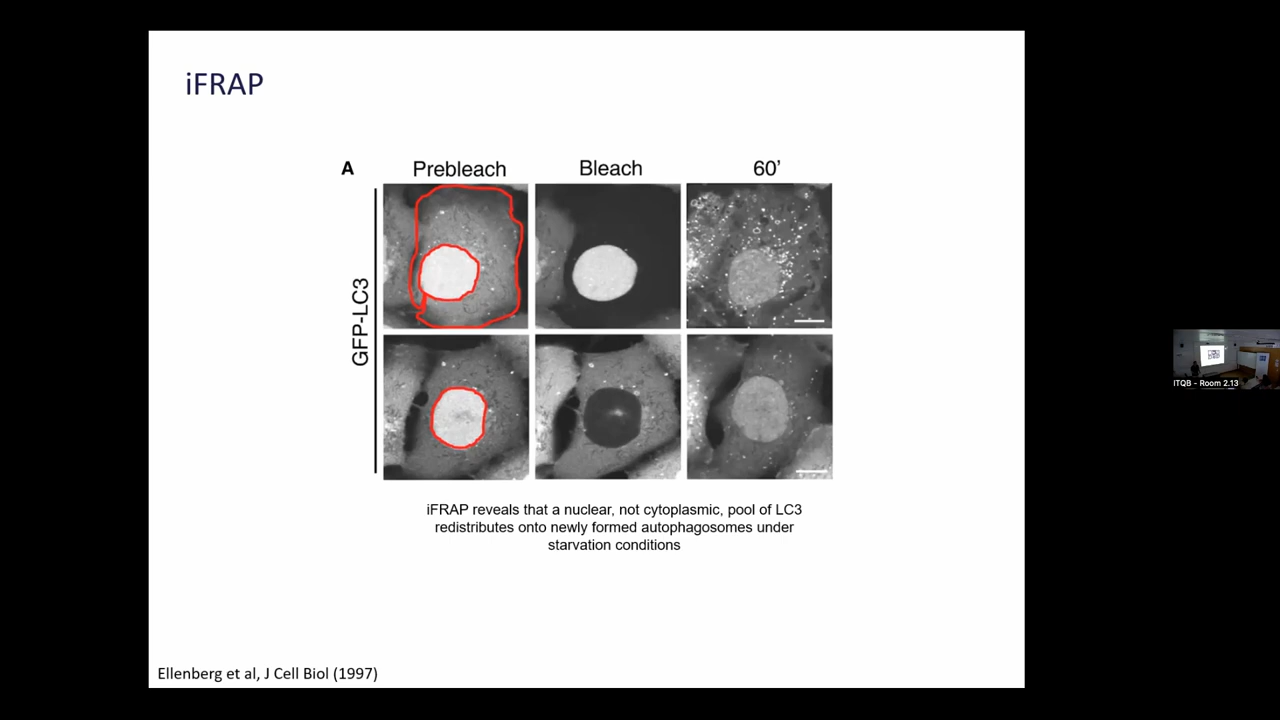 iFRAP
A
Prebleach
Bleach
60’
GFP-LC3
iFRAP reveals that a nuclear, not cytoplasmic, pool of LC3
redistributes onto newly formed autophagosomes under
starvation conditions
Ellenberg et al, J Cell Biol (1997)
ITQB - Room 2.13